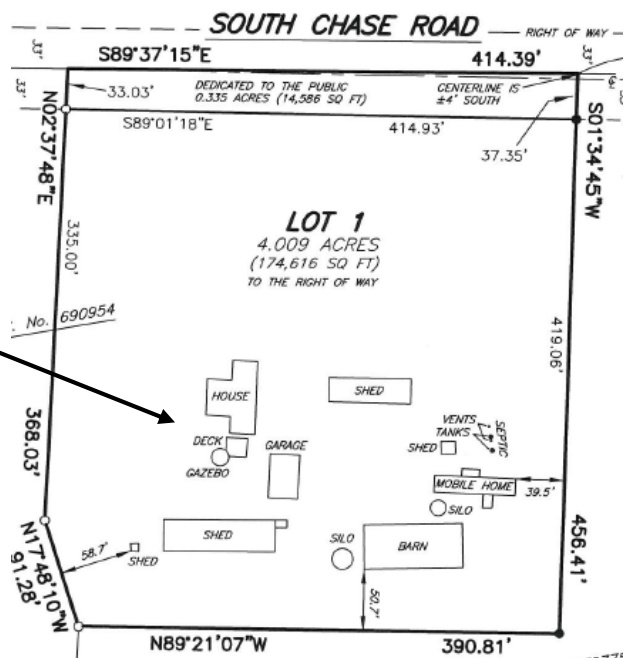 SOUTH CHASE ROAD
RIGHT OF WAY
33'
33'
S89°37'15"E
414.39'
33'
33.03'
DEDICATED TO THE PUBLIC
0.335 ACRES (14,586 SQ FT)
CENTERLINE IS
±4' SOUTH
S89°01'18"E
414.93'
37.35'
N02°37'48"E
S01°34'45"W
LOT 1
4.009 ACRES
(174,616 SQ FT)
TO THE RIGHT OF WAY
335.00'
No. 690954
419.06'
HOUSE
SHED
VENTS
TANKS
SEPTIC
DECK
GARAGE
SHED
GAZEBO
MOBILE HOME
39.5'
368.03'
SILO
456.41'
SHED
SILO
BARN
58.7'
SHED
N17°48'10"W
91.28'
50.7'
N89°21'07"W
390.81'